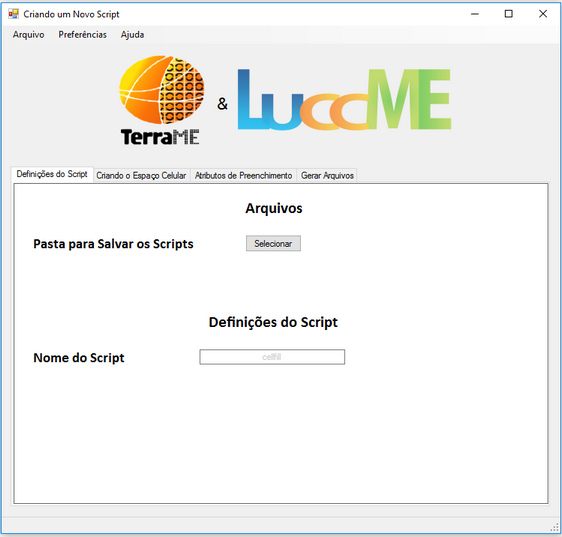 Criando um Novo Script
Arquivo Preferências Ajuda
TerraME & LuccME
Definições do Script Criando o Espaço Celular Atributos de Preenchimento Gerar Arquivos
Arquivos
Pasta para Salvar os Scripts Selecionar
Definições do Script
Nome do Script cellfill